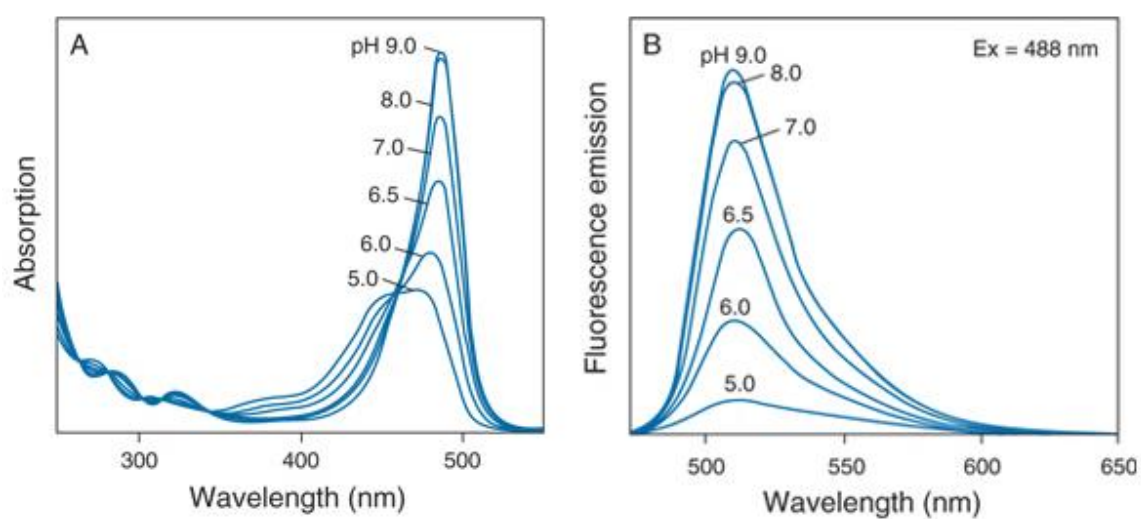 A
pH 9.0
8.0
7.0
6.5
6.0
5.0
Absorption
300 400 500
Wavelength (nm)
B
Ex = 488 nm
pH 9.0
8.0
7.0
6.5
6.0
5.0
Fluorescence emission
500 550 600 650
Wavelength (nm)